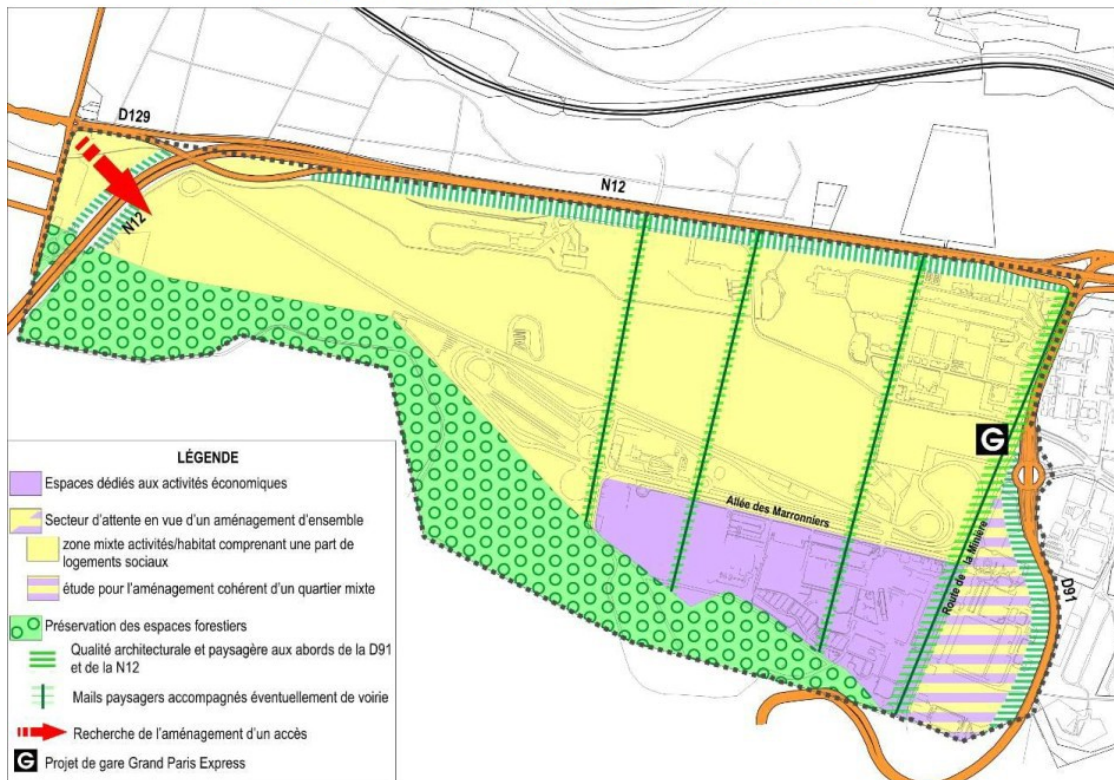 D129
N12
N12
G
Allée des Marronniers
Route de la Minière
D91
LÉGENDE
Espaces dédiés aux activités économiques
Secteur d'attente en vue d'un aménagement d'ensemble
zone mixte activités/habitat comprenant une part de
logements sociaux
étude pour l'aménagement cohérent d'un quartier mixte
Préservation des espaces forestiers
Qualité architecturale et paysagère aux abords de la D91
et de la N12
Mails paysagers accompagnés éventuellement de voirie
Recherche de l'aménagement d'un accès
G Projet de gare Grand Paris Express